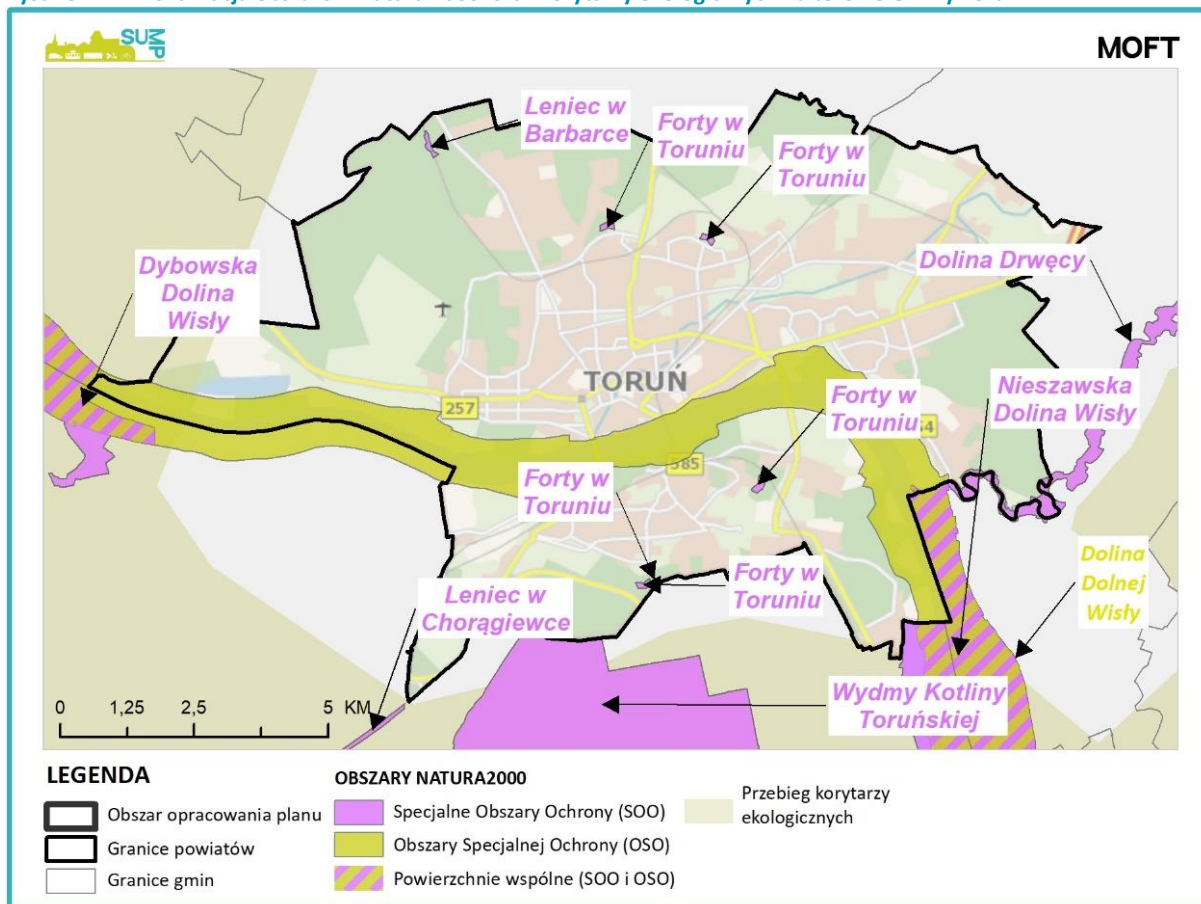 SUMP
MOFT
Leniec w
Barbarce
Forty w
Toruniu
Forty w
Toruniu
Dolina Drwęcy
Dybowska
Dolina
Wisły
TORUŃ
Nieszawska
Dolina Wisły
Forty w
Toruniu
257
585
Forty w
Toruniu
Dolina
Dolnej
Wisły
Forty w
Toruniu
Leniec w
Chorągiewce
Wydmy Kotliny
Toruńskiej
0 1,25 2,5 5 KM
LEGENDA
Obszar opracowania planu
Granice powiatów
Granice gmin
OBSZARY NATURA2000
Specjalne Obszary Ochrony (SOO)
Obszary Specjalnej Ochrony (OSO)
Powierzchnie wspólne (SOO i OSO)
Przebieg korytarzy
ekologicznych